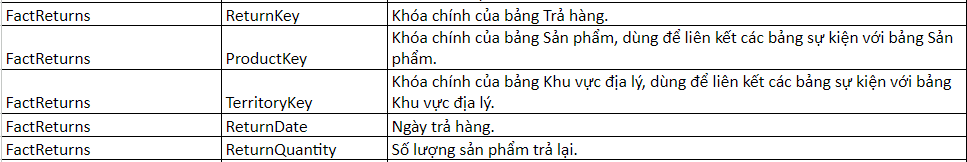 FactReturns ReturnKey Khóa chính của bảng Trả hàng.
Khóa chính của bảng Sản phẩm, dùng để liên kết các bảng sự kiện với bảng Sản
FactReturns ProductKey phẩm.
Khóa chính của bảng Khu vực địa lý, dùng để liên kết các bảng sự kiện với bảng
FactReturns TerritoryKey Khu vực địa lý.
FactReturns ReturnDate Ngày trả hàng.
FactReturns ReturnQuantity Số lượng sản phẩm trả lại.